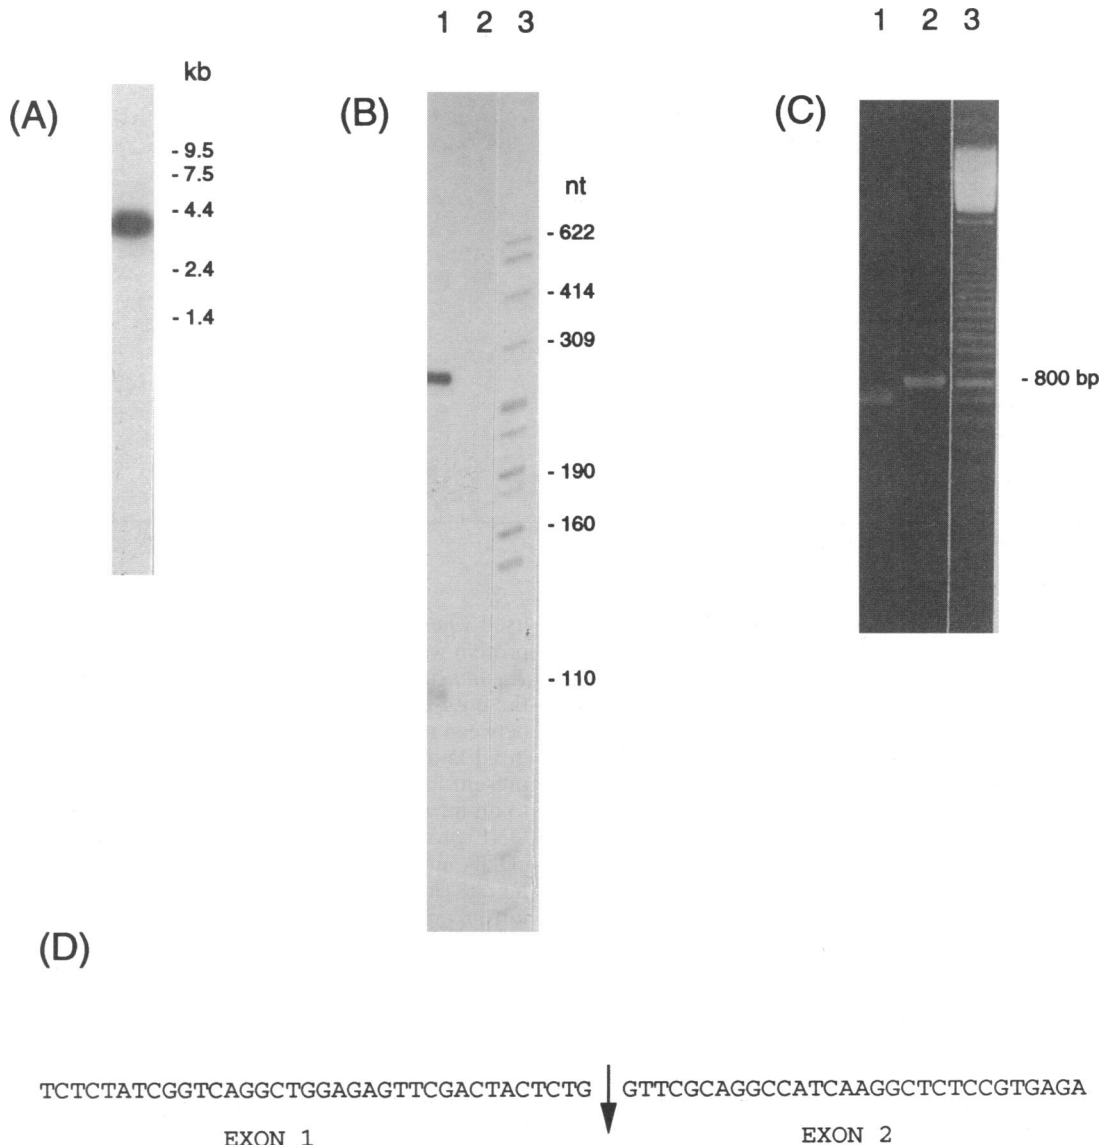 1 2 3
1 2 3
(A)
kb
- 9.5
- 7.5
- 4.4
- 2.4
- 1.4
(B)
nt
- 622
- 414
- 309
- 190
- 160
- 110
(C)
- 800 bp
(D)
TCTCTATCGGTCAGGCTGGAGAGTTCGACTACTCTG GTTCGCAGGCCATCAAGGCTCTCCGTGAGA
EXON 1 EXON 2